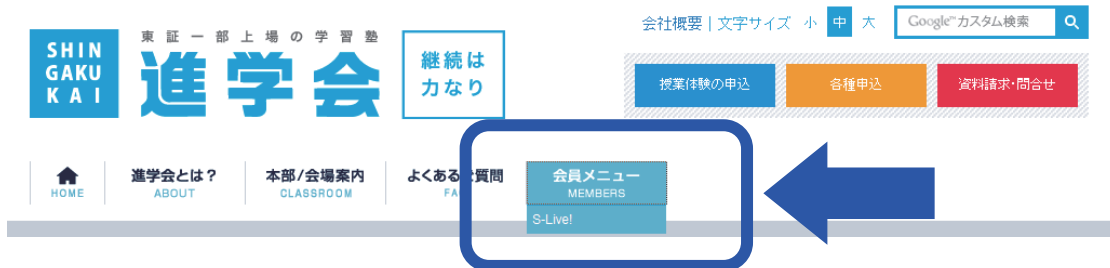 会社概要 | 文字サイズ 小 中 大 Google™カスタム検索
SHIN
GAKU
KAI
東証一部上場の学習塾
進学会
継続は
力なり
授業体験の申込 各種申込 資料請求・問合せ
HOME
進学会とは?
ABOUT
本部/会場案内
CLASSROOM
よくあるご質問
FAQ
会員メニュー
MEMBERS
S-Live!